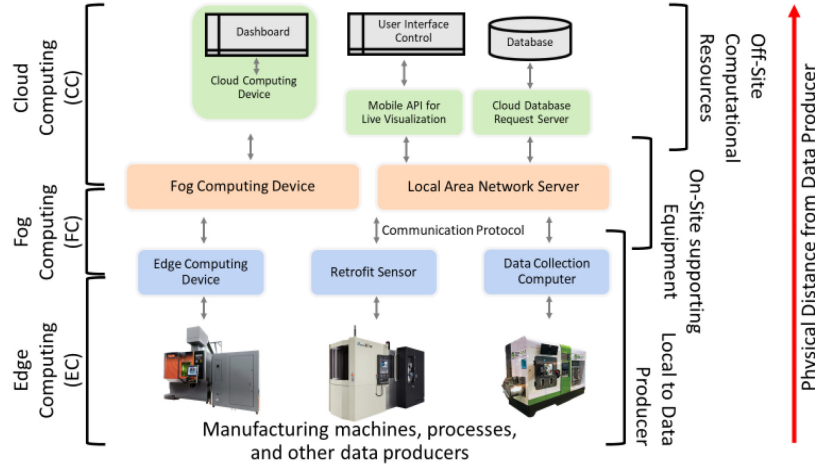 Cloud
Computing
(CC)
Dashboard
Cloud Computing
Device
User Interface
Control
Database
Mobile API for
Live Visualization
Cloud Database
Request Server
Off-Site
Computational
Resources
Fog
Computing
(FC)
Fog Computing Device
Local Area Network Server
Communication Protocol
Edge Computing
Device
Retrofit Sensor
Data Collection
Computer
On-Site supporting
Equipment
Edge
Computing
(EC)
Local to Data
Producer
Manufacturing machines, processes,
and other data producers
Physical Distance from Data Producer